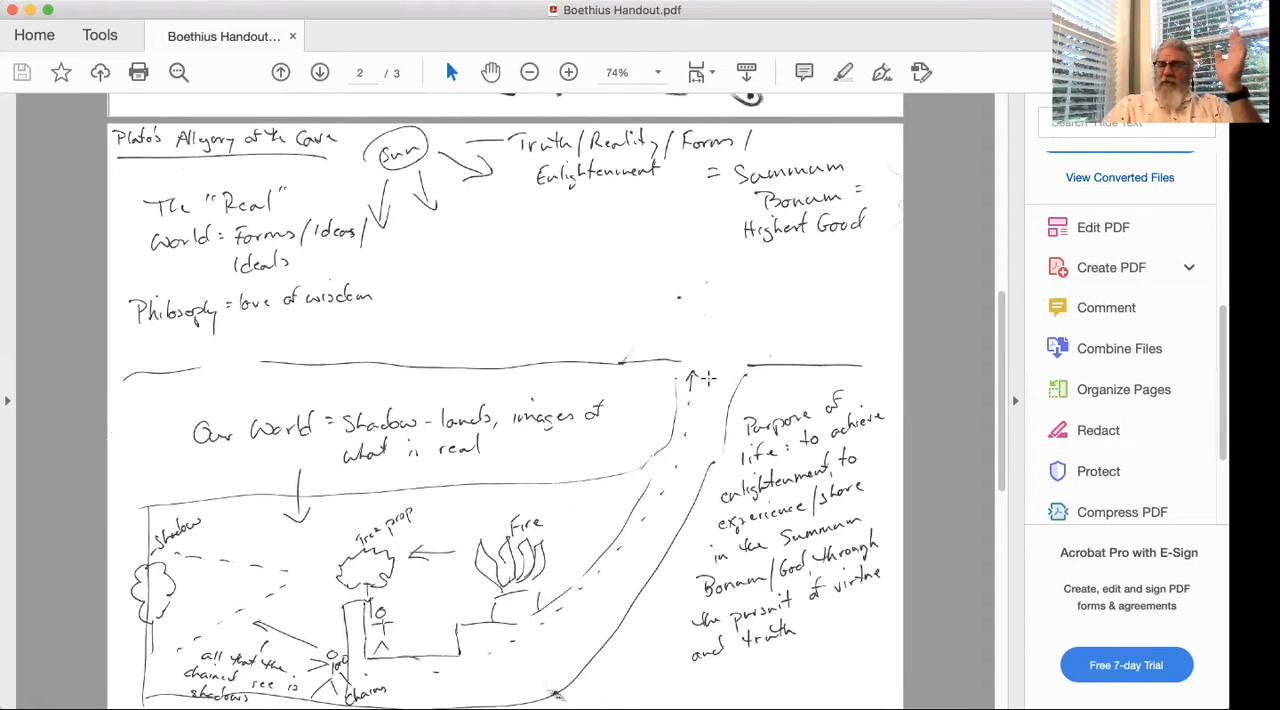 Boethius Handout.pdf
Home
Tools
Boethius Handout...
×
2 / 3
74%
Search 'Hide Text'
View Converted Files
Edit PDF
Create PDF
Comment
Combine Files
Organize Pages
Redact
Protect
Compress PDF
Acrobat Pro with E-Sign
Create, edit and sign PDF
forms & agreements
Free 7-day Trial
Plato's Allegory of the Cave
Sun
Truth/Reality/Forms/
Enlightenment
= Summum
Bonam =
Highest Good
The "Real"
World = Forms/Ideas/
Ideals
Philosophy = love of wisdom
Our World = Shadow-lands, images of
what is real
Purpose of
life: to achieve
enlightenment, to
experience/share
in the Summum
Bonam/God, through
the pursuit of virtue
and truth
shadow
Tree prop
Fire
all that the
chained see is
shadows
chains